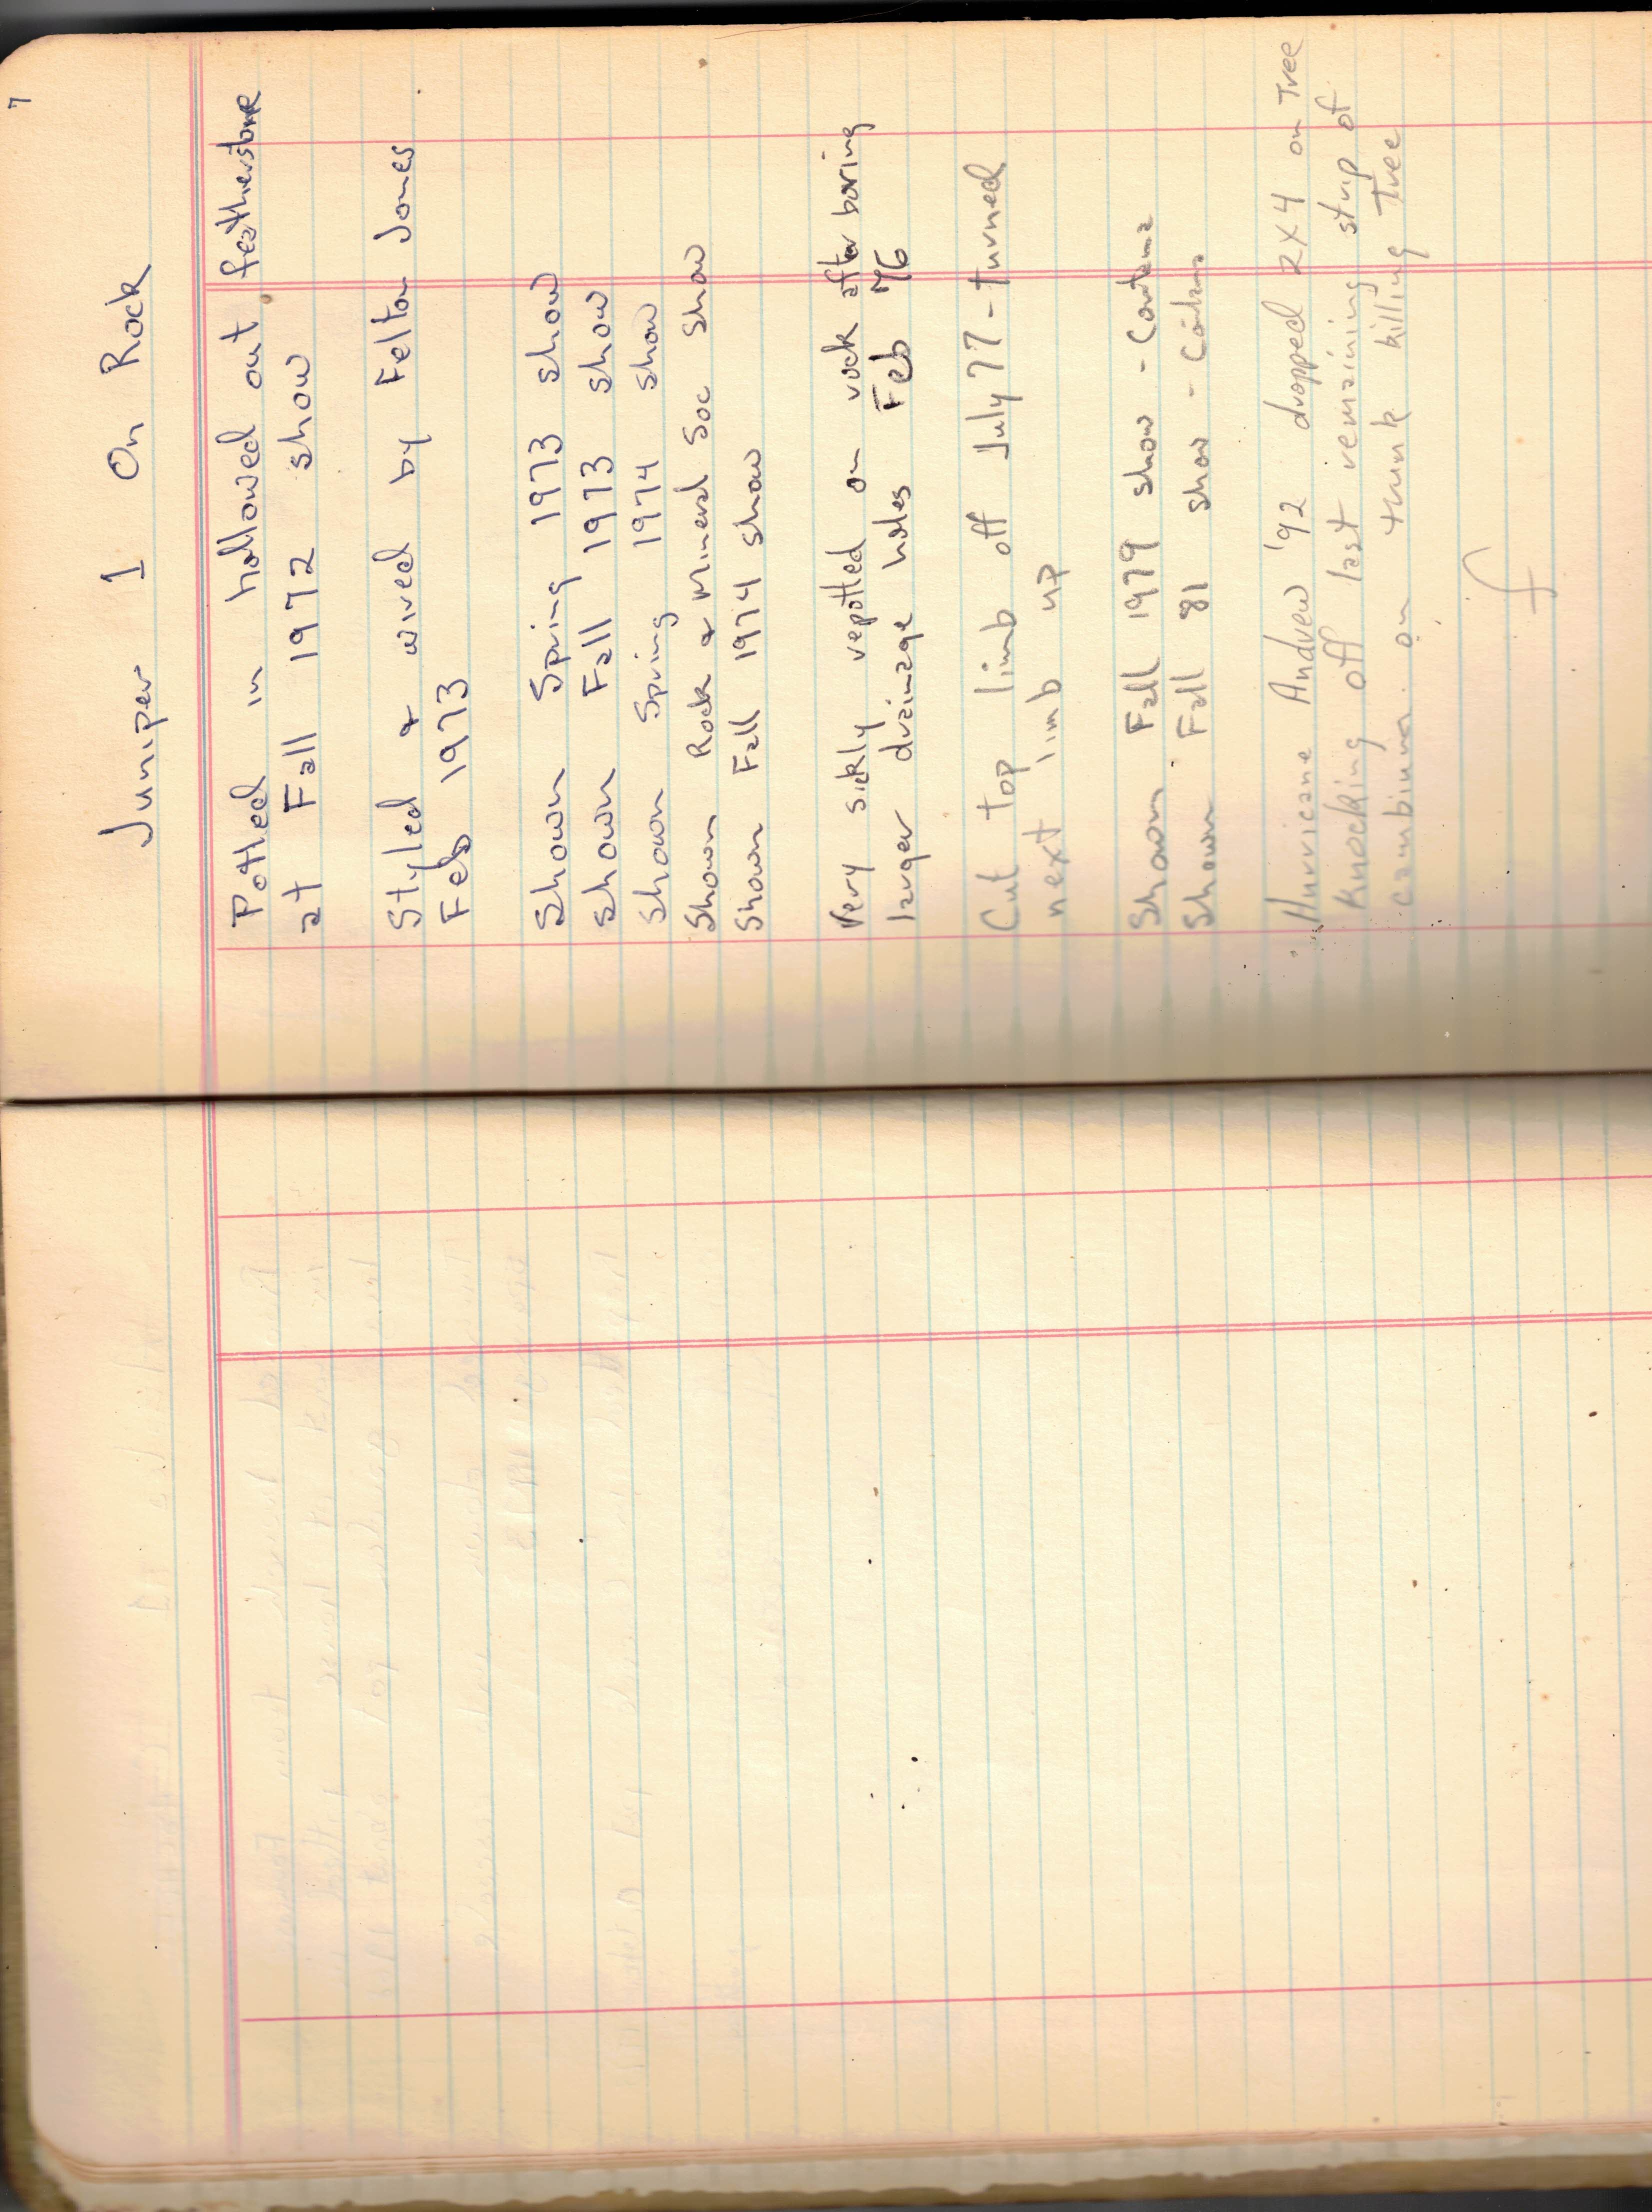 7
Juniper 1 On Rock
Potted in hollowed out featherstone
at Fall 1972 show
Styled & wired by Felton Jones
Feb 1973
Shown Spring 1973 show
shown Fall 1973 show
Shown Spring 1974 show
Shown Rock & Mineral Soc Show
Shown Fall 1974 show
Very sickly repotted on rock after boring
larger drainage holes Feb 76
Cut top limb off July 77 - turned
next limb up
Shown Fall 1979 show -
Shown Fall 81 show -
Hurricane Andrew '92 dropped 2x4 on Tree
Knocking off last remaining strip of
cambium on trunk killing Tree
f